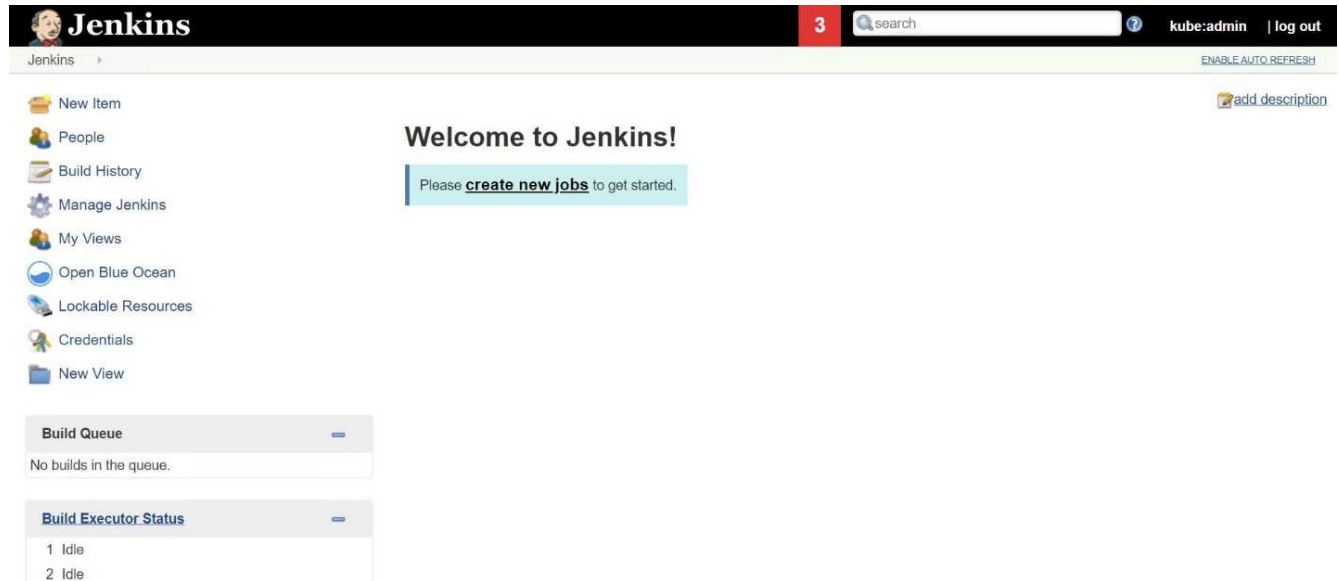 Jenkins
3 search kube:admin | log out
Jenkins
ENABLE AUTO REFRESH
New Item
People
Build History
Manage Jenkins
My Views
Open Blue Ocean
Lockable Resources
Credentials
New View
Build Queue
No builds in the queue.
Build Executor Status
1 Idle
2 Idle
add description
Welcome to Jenkins!
Please create new jobs to get started.